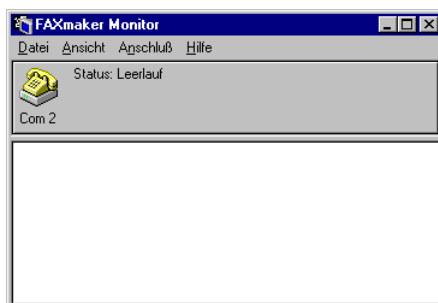 FAXmaker Monitor
Datei Ansicht Anschluß Hilfe
Status: Leerlauf
Com 2